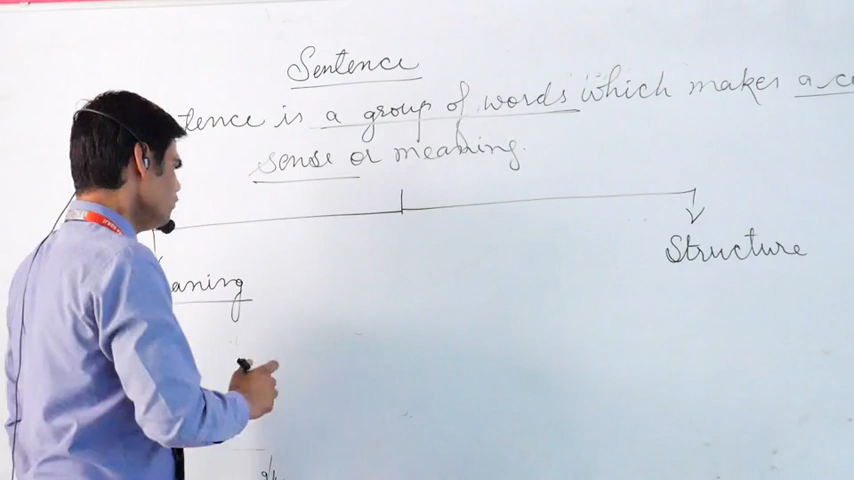 Sentence
tence is a group of words which makes a
sense or meaning.
Structure
aning